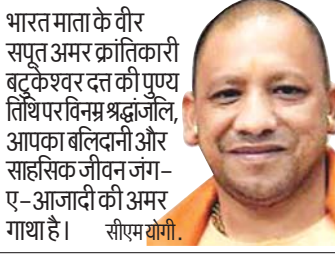 भारत माता के वीर
सपूत अमर क्रांतिकारी
बटुकेश्वर दत्त की पुण्य
तिथि पर विनम्र श्रद्धांजलि,
आपका बलिदानी और
साहसिक जीवन जंग-
ए-आजादी की अमर
गाथा है। सीएम योगी.